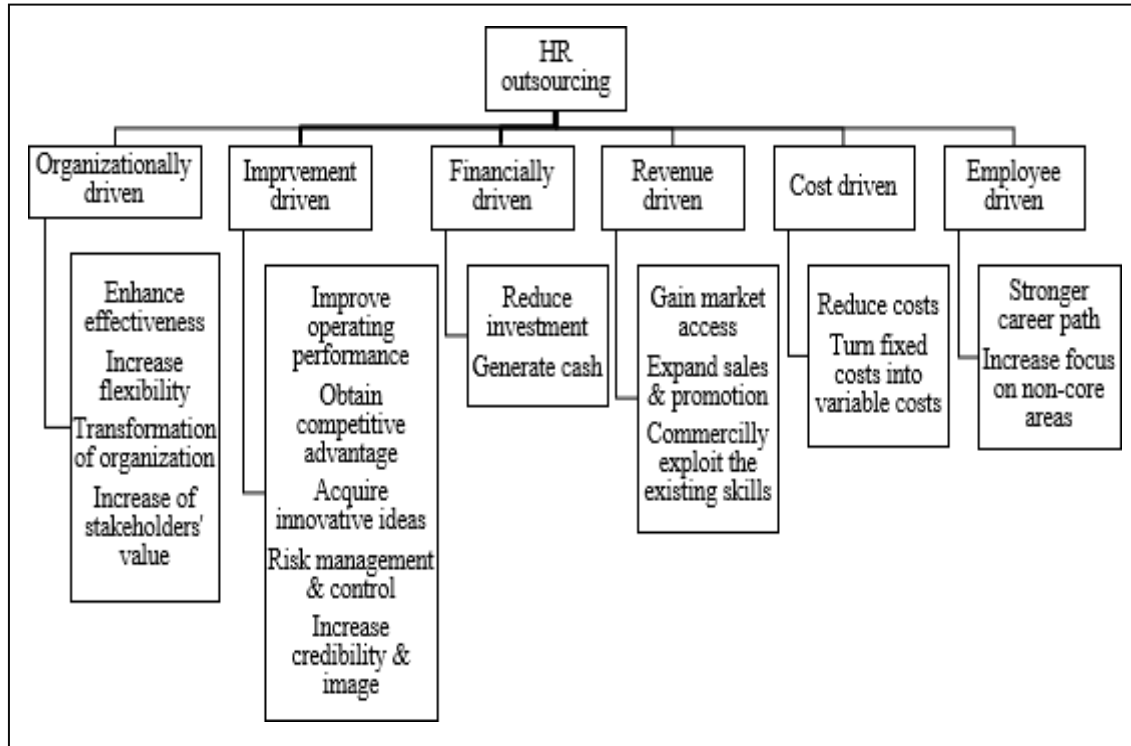 HR
outsourcing
Organizationally
driven
Imprvement
driven
Financially
driven
Revenue
driven
Cost driven
Employee
driven
Enhance
effectiveness
Increase
flexibility
Transformation
of organization
Increase of
stakeholders'
value
Improve
operating
performance
Obtain
competitive
advantage
Acquire
innovative ideas
Risk management
& control
Increase
credibility &
image
Reduce
investment
Generate cash
Gain market
access
Expand sales
& promotion
Commercilly
exploit the
existing skills
Reduce costs
Turn fixed
costs into
variable costs
Stronger
career path
Increase focus
on non-core
areas